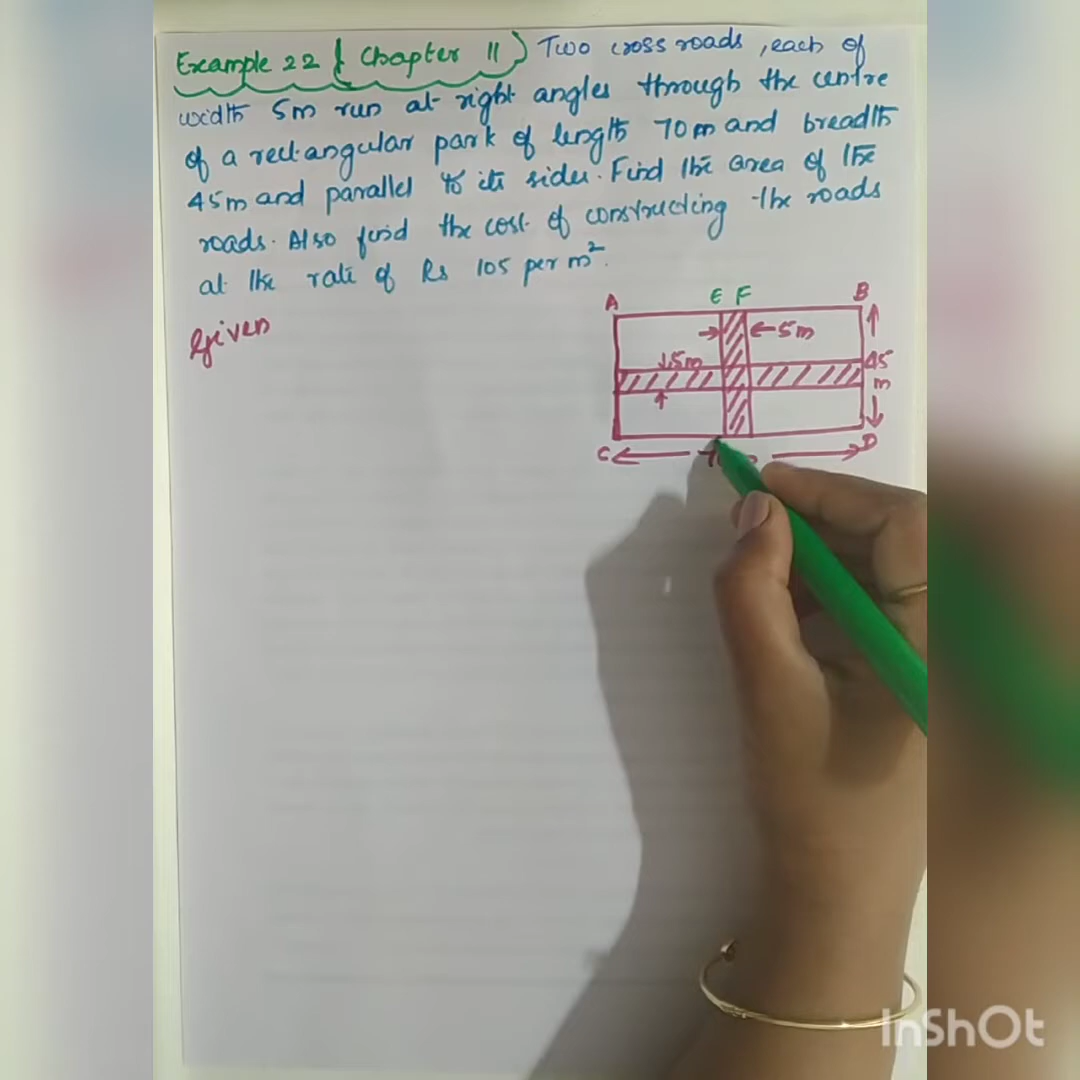 Example 22 { Chapter 11 } Two cross roads, each of
width 5m run at right angles through the centre
of a rectangular park of length 70m and breadth
45m and parallel to its sides. Find the area of the
roads. Also find the cost of constructing the roads
at the rate of Rs 105 per m².
Given
A E F B
5m
5m
45
m
C D
InShOt